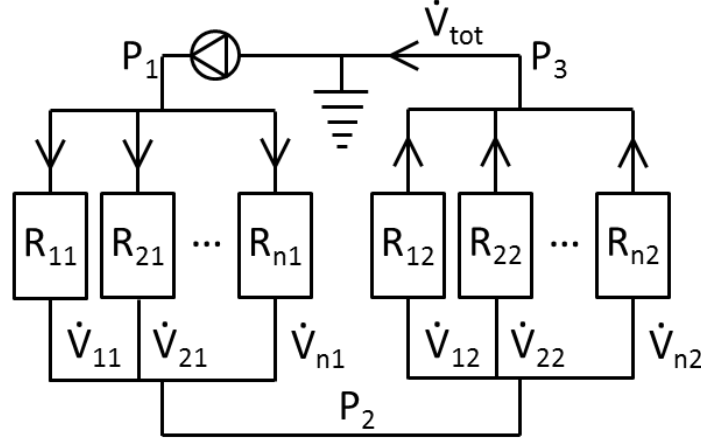 V̇tot
P1 P3
R11 R21 ... Rn1 R12 R22 ... Rn2
V̇11 V̇21 V̇n1 V̇12 V̇22 V̇n2
P2